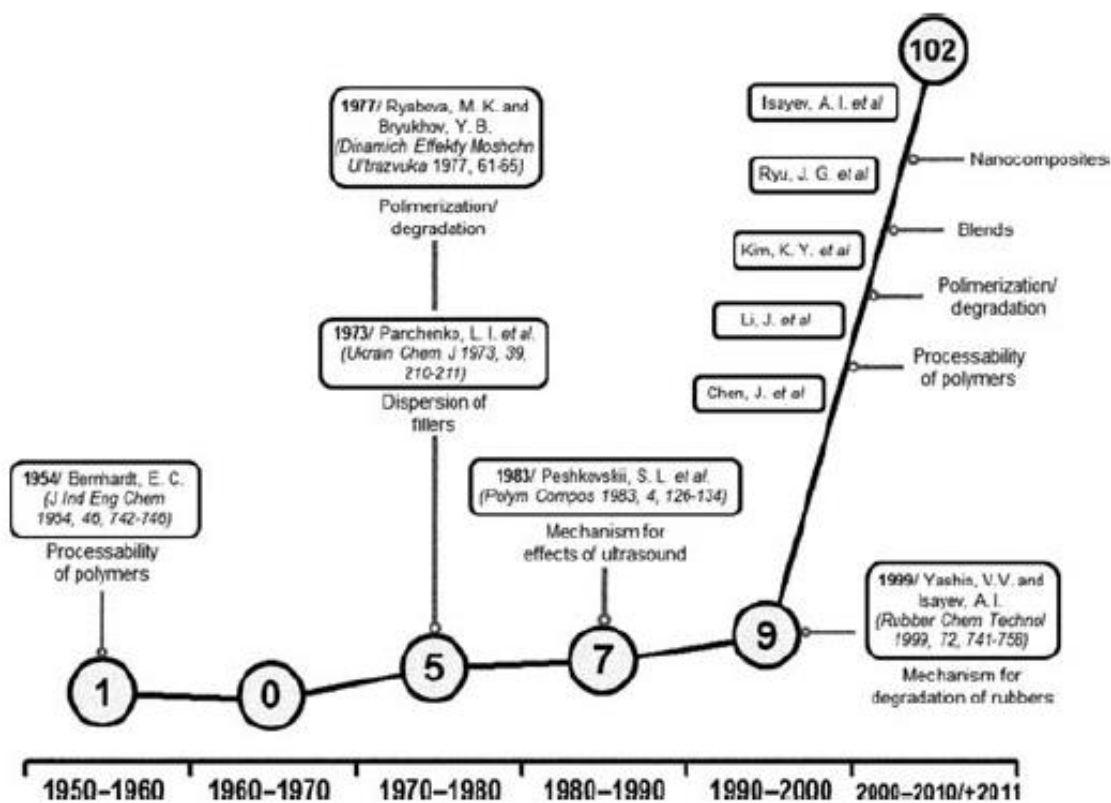 102
1977/ Ryabova, M. K. and
Bryukhov, Y. B.
(Dinamich Effekty Moshchn
Ul'trazvuka 1977, 61-65)
Polimerization/
degradation
1973/ Parchenko, L. I. et al.
(Ukrain Chem J 1973, 39,
210-211)
Dispersion of
fillers
1954/ Bernhardt, E. C.
(J Ind Eng Chem
1954, 46, 742-746)
Processability
of polymers
1983/ Peshkovskii, S. L. et al.
(Polym Compos 1983, 4, 126-134)
Mechanism for
effects of ultrasound
Isayev, A. I. et al
Ryu, J. G. et al
Kim, K. Y. et al
Li, J. et al
Chen, J. et al
Nanocomposites
Blends
Polimerization/
degradation
Processability
of polymers
1999/ Yashin, V.V. and
Isayev, A.I.
(Rubber Chem Technol
1999, 72, 741-758)
Mechanism for
degradation of rubbers
1
0
5
7
9
1950–1960
1960–1970
1970–1980
1980–1990
1990–2000
2000–2010/+2011